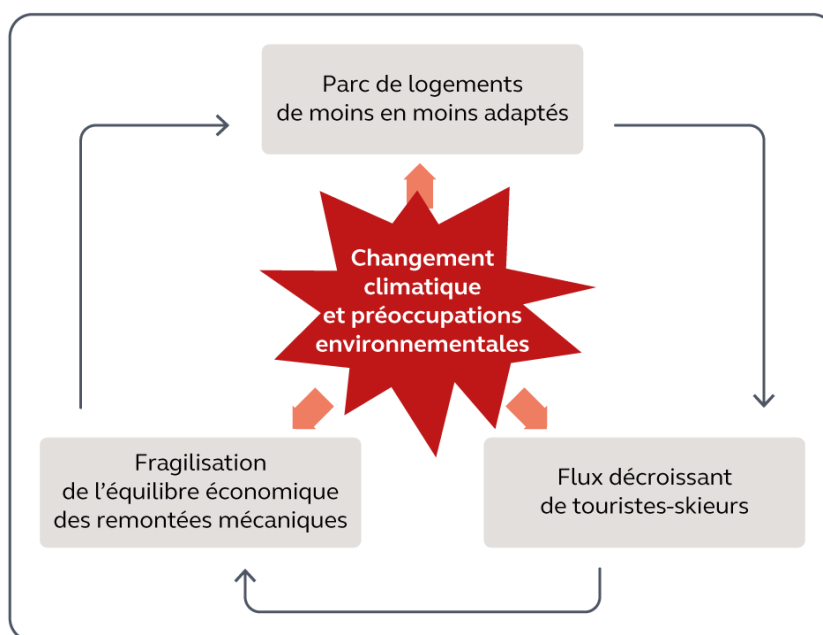 Parc de logements
de moins en moins adaptés
Changement
climatique
et préoccupations
environnementales
Fragilisation
de l’équilibre économique
des remontées mécaniques
Flux décroissant
de touristes-skieurs